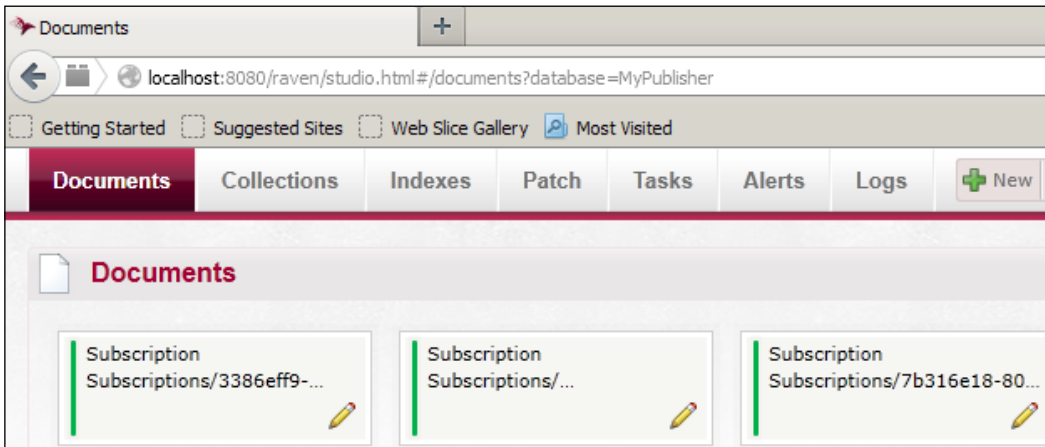 Documents
localhost:8080/raven/studio.html#/documents?database=MyPublisher
Getting Started Suggested Sites Web Slice Gallery Most Visited
Documents Collections Indexes Patch Tasks Alerts Logs New
Documents
Subscription Subscription Subscription
Subscriptions/3386eff9-... Subscriptions/... Subscriptions/7b316e18-80...